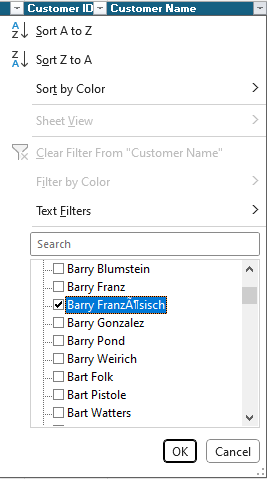 Customer ID Customer Name
Sort A to Z
Sort Z to A
Sort by Color
Sheet View
Clear Filter From "Customer Name"
Filter by Color
Text Filters
Search
Barry Blumstein
Barry Franz
Barry FranzÃ¶sisch
Barry Gonzalez
Barry Pond
Barry Weirich
Bart Folk
Bart Pistole
Bart Watters
OK Cancel